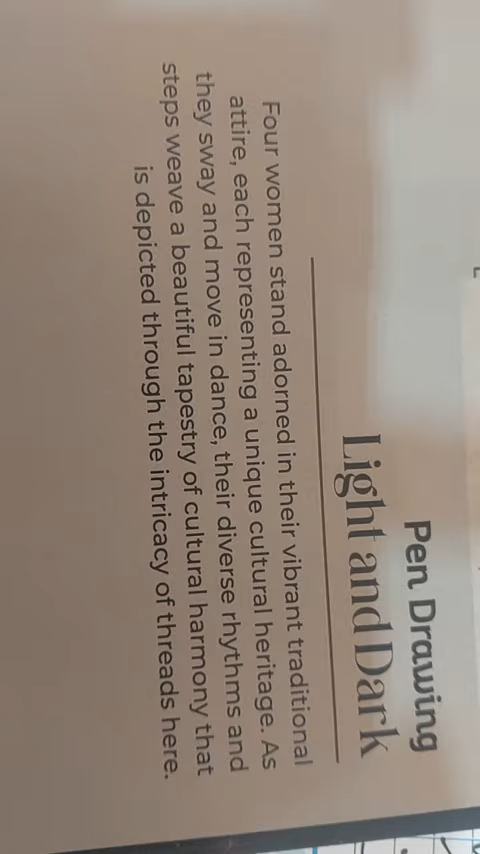 Pen Drawing
Light and Dark
Four women stand adorned in their vibrant traditional
attire, each representing a unique cultural heritage. As
they sway and move in dance, their diverse rhythms and
steps weave a beautiful tapestry of cultural harmony that
is depicted through the intricacy of threads here.